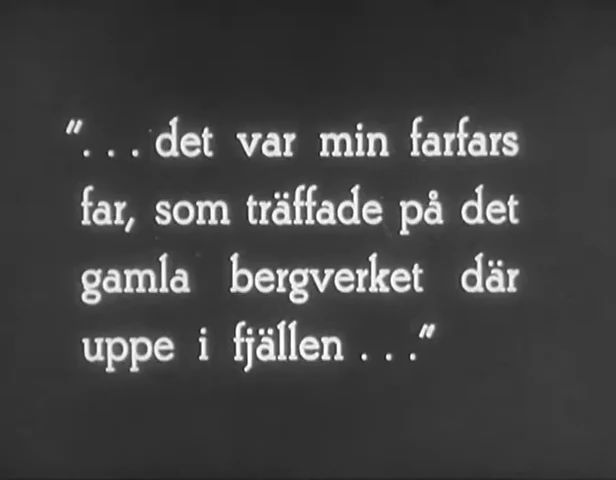 “. . . det var min farfars
far, som träffade på det
gamla bergverket där
uppe i fjällen . . .”